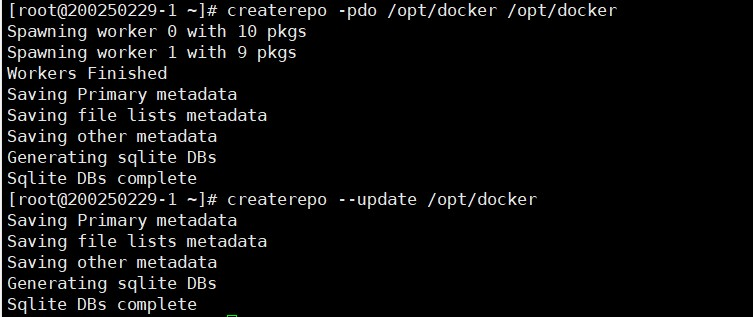 [root@200250229-1 ~]# createrepo -pdo /opt/docker /opt/docker
Spawning worker 0 with 10 pkgs
Spawning worker 1 with 9 pkgs
Workers Finished
Saving Primary metadata
Saving file lists metadata
Saving other metadata
Generating sqlite DBs
Sqlite DBs complete
[root@200250229-1 ~]# createrepo --update /opt/docker
Saving Primary metadata
Saving file lists metadata
Saving other metadata
Generating sqlite DBs
Sqlite DBs complete